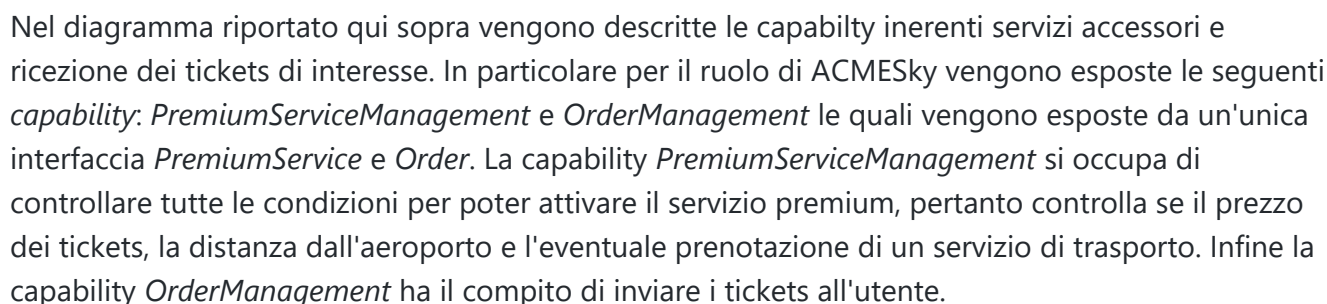 Nel diagramma riportato qui sopra vengono descritte le capabilty inerenti servizi accessori e
ricezione dei tickets di interesse. In particolare per il ruolo di ACMESky vengono esposte le seguenti
capability: PremiumServiceManagement e OrderManagement le quali vengono esposte da un'unica
interfaccia PremiumService e Order. La capability PremiumServiceManagement si occupa di
controllare tutte le condizioni per poter attivare il servizio premium, pertanto controlla se il prezzo
dei tickets, la distanza dall'aeroporto e l'eventuale prenotazione di un servizio di trasporto. Infine la
capability OrderManagement ha il compito di inviare i tickets all'utente.